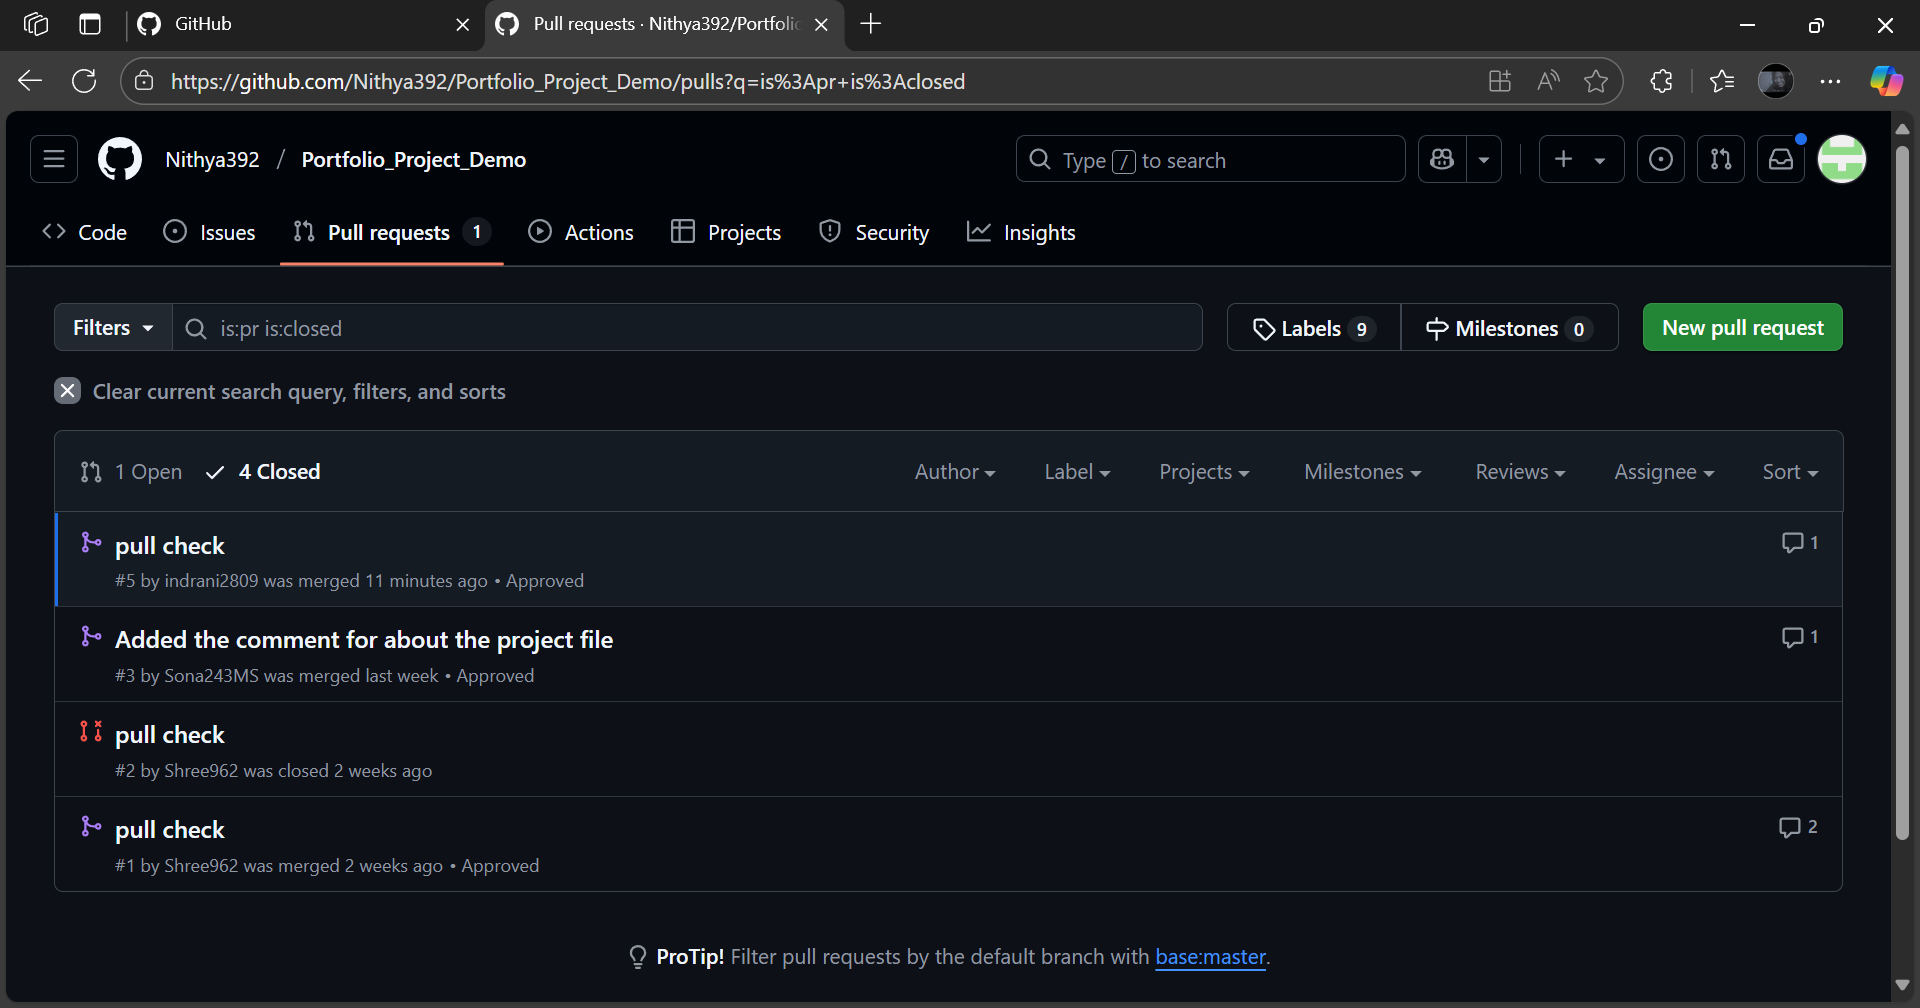 GitHub
Pull requests · Nithya392/Portfolio
https://github.com/Nithya392/Portfolio_Project_Demo/pulls?q=is%3Apr+is%3Aclosed
Nithya392 / Portfolio_Project_Demo
Type / to search
Code Issues Pull requests 1 Actions Projects Security Insights
Filters is:pr is:closed Labels 9 Milestones 0 New pull request
Clear current search query, filters, and sorts
1 Open 4 Closed Author Label Projects Milestones Reviews Assignee Sort
pull check 1
#5 by indrani2809 was merged 11 minutes ago • Approved
Added the comment for about the project file 1
#3 by Sona243MS was merged last week • Approved
pull check
#2 by Shree962 was closed 2 weeks ago
pull check 2
#1 by Shree962 was merged 2 weeks ago • Approved
ProTip! Filter pull requests by the default branch with base:master.